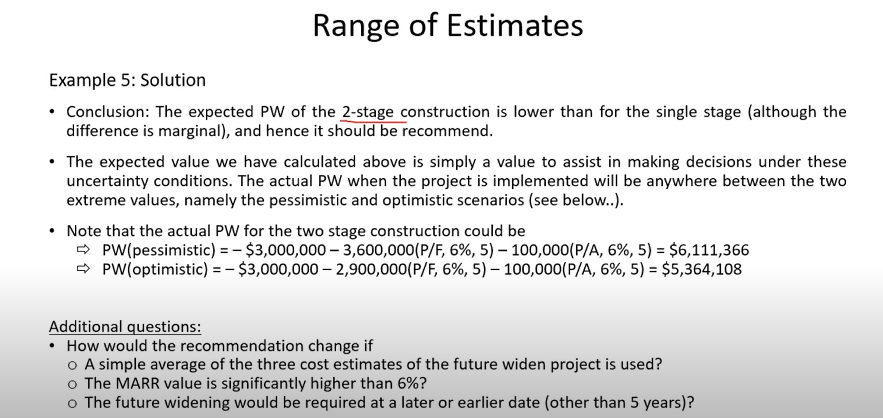 Range of Estimates
Example 5: Solution
• Conclusion: The expected PW of the 2-stage construction is lower than for the single stage (although the
difference is marginal), and hence it should be recommend.
• The expected value we have calculated above is simply a value to assist in making decisions under these
uncertainty conditions. The actual PW when the project is implemented will be anywhere between the two
extreme values, namely the pessimistic and optimistic scenarios (see below..).
• Note that the actual PW for the two stage construction could be
⇨ PW(pessimistic) = – $3,000,000 – 3,600,000(P/F, 6%, 5) – 100,000(P/A, 6%, 5) = $6,111,366
⇨ PW(optimistic) = – $3,000,000 – 2,900,000(P/F, 6%, 5) – 100,000(P/A, 6%, 5) = $5,364,108
Additional questions:
• How would the recommendation change if
o A simple average of the three cost estimates of the future widen project is used?
o The MARR value is significantly higher than 6%?
o The future widening would be required at a later or earlier date (other than 5 years)?